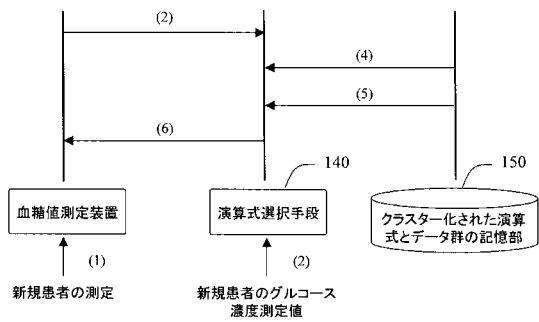 (2)
(4)
(5)
(6)
140
150
血糖値測定装置
演算式選択手段
クラスター化された演算
式とデータ群の記憶部
(1)
(2)
新規患者の測定
新規患者のグルコース
濃度測定値